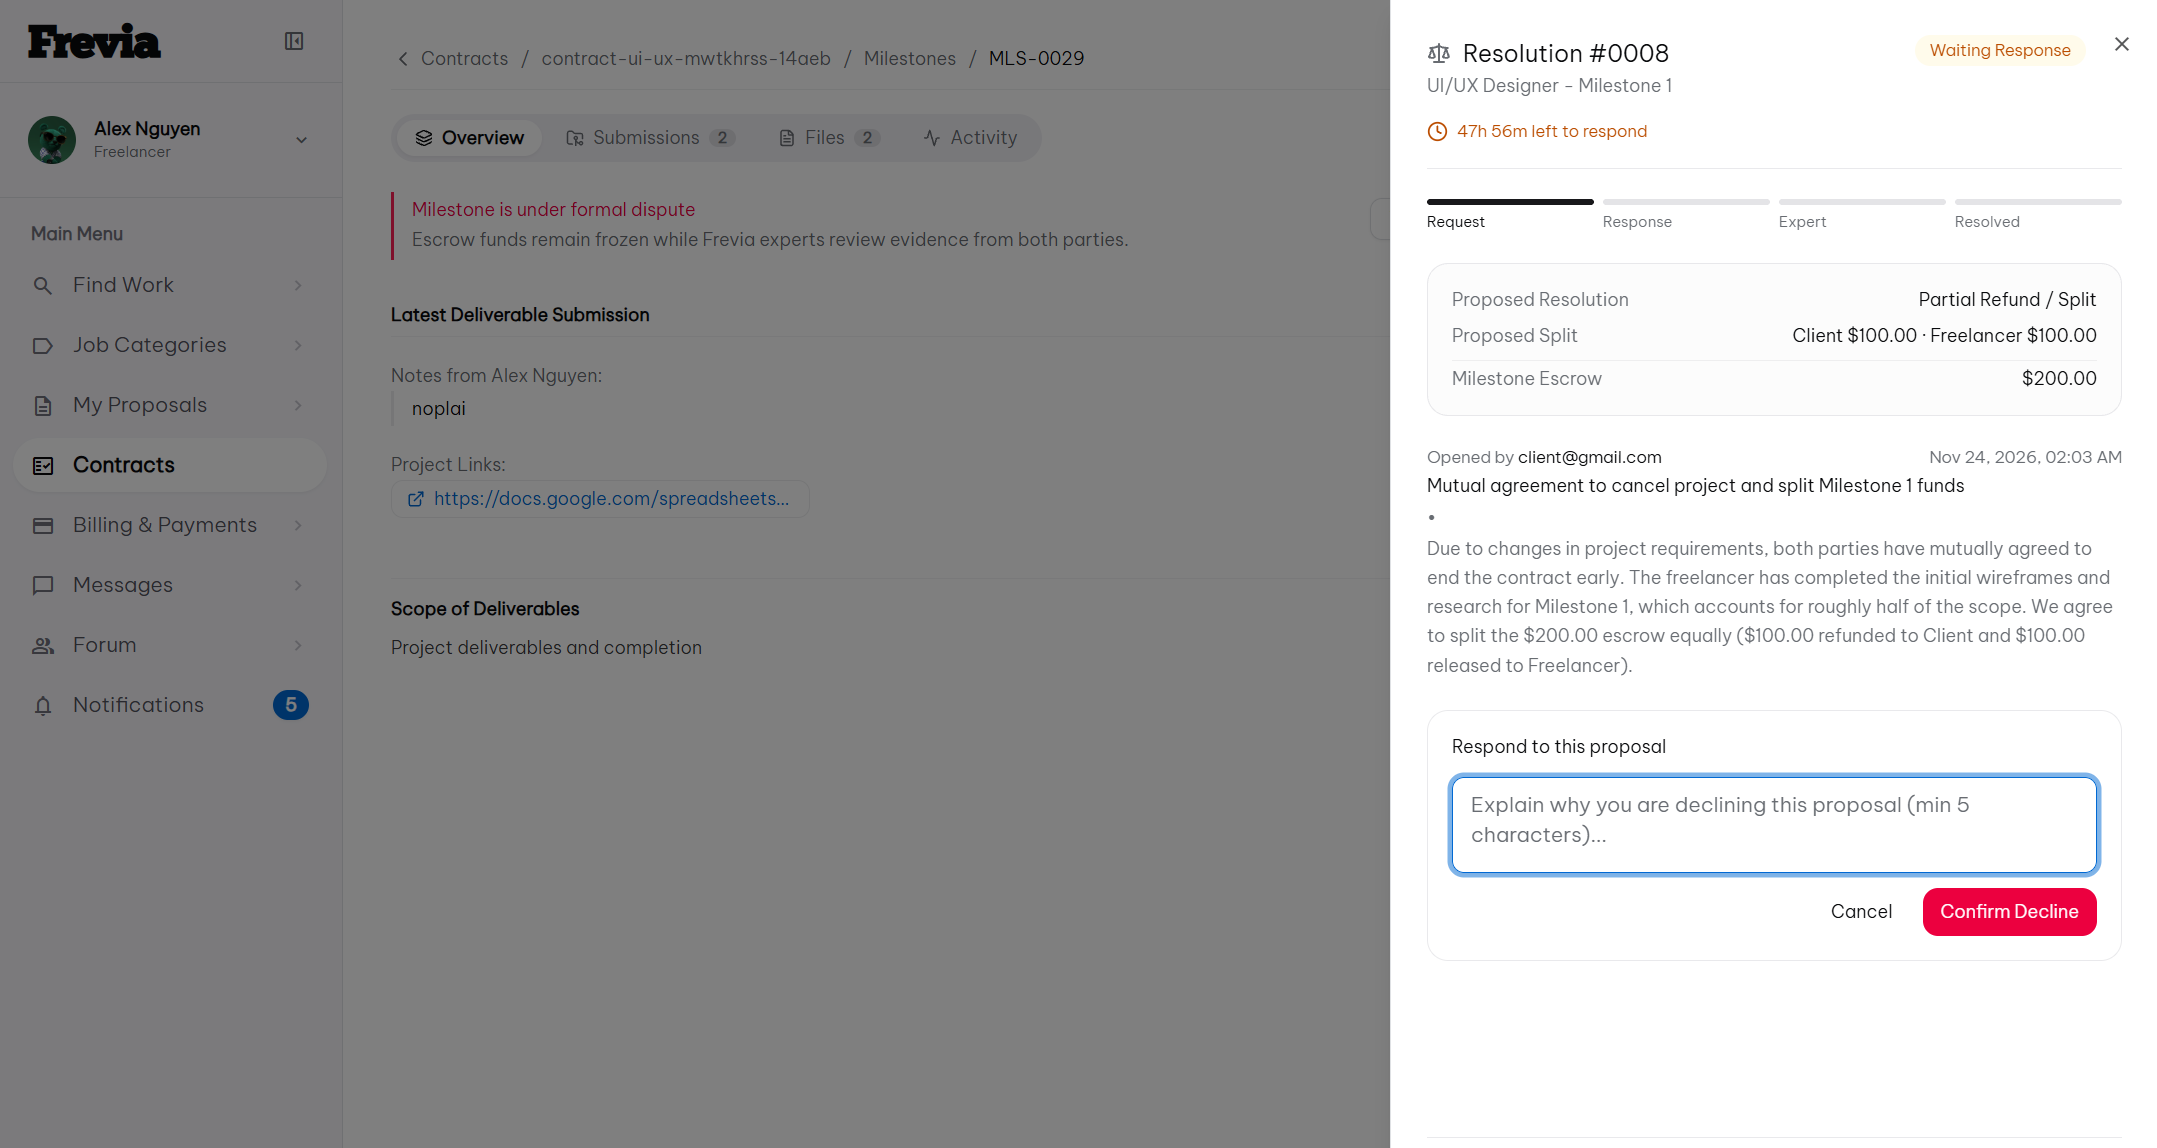 Frevia
Alex Nguyen
Freelancer
Main Menu
Find Work
Job Categories
My Proposals
Contracts
Billing & Payments
Messages
Forum
Notifications 5
Contracts / contract-ui-ux-mwtkhrss-14aeb / Milestones / MLS-0029
Overview Submissions 2 Files 2 Activity
Milestone is under formal dispute
Escrow funds remain frozen while Frevia experts review evidence from both parties.
Latest Deliverable Submission
Notes from Alex Nguyen:
noplai
Project Links:
https://docs.google.com/spreadsheets...
Scope of Deliverables
Project deliverables and completion
Resolution #0008
Waiting Response
UI/UX Designer - Milestone 1
47h 56m left to respond
Request Response Expert Resolved
Proposed Resolution Partial Refund / Split
Proposed Split Client $100.00 · Freelancer $100.00
Milestone Escrow $200.00
Opened by client@gmail.com Nov 24, 2026, 02:03 AM
Mutual agreement to cancel project and split Milestone 1 funds
•
Due to changes in project requirements, both parties have mutually agreed to
end the contract early. The freelancer has completed the initial wireframes and
research for Milestone 1, which accounts for roughly half of the scope. We agree
to split the $200.00 escrow equally ($100.00 refunded to Client and $100.00
released to Freelancer).
Respond to this proposal
Explain why you are declining this proposal (min 5
characters)...
Cancel Confirm Decline